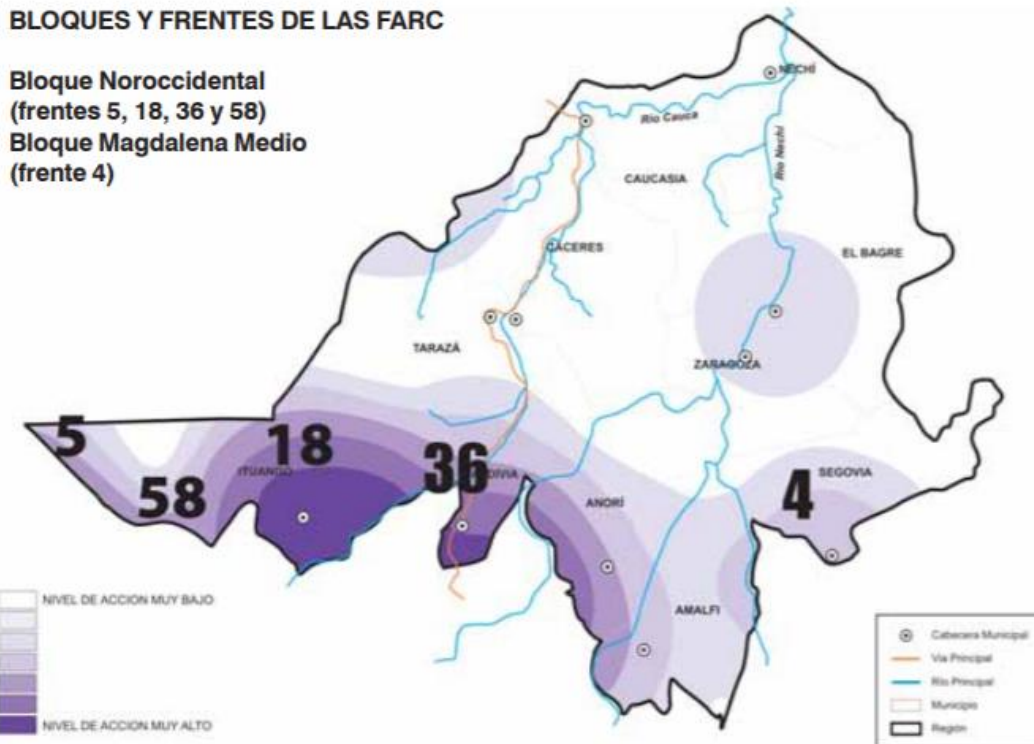 BLOQUES Y FRENTES DE LAS FARC
Bloque Noroccidental
(frentes 5, 18, 36 y 58)
Bloque Magdalena Medio
(frente 4)
NECHÍ
Río Cauca
Río Nechí
CAUCASIA
CÁCERES
EL BAGRE
TARAZÁ
ZARAGOZA
5
18
36
DIVIA
ITUANGO
58
4
SEGOVIA
ANORÍ
AMALFI
NIVEL DE ACCION MUY BAJO
NIVEL DE ACCION MUY ALTO
Cabecera Municipal
Via Principal
Río Principal
Municipio
Región